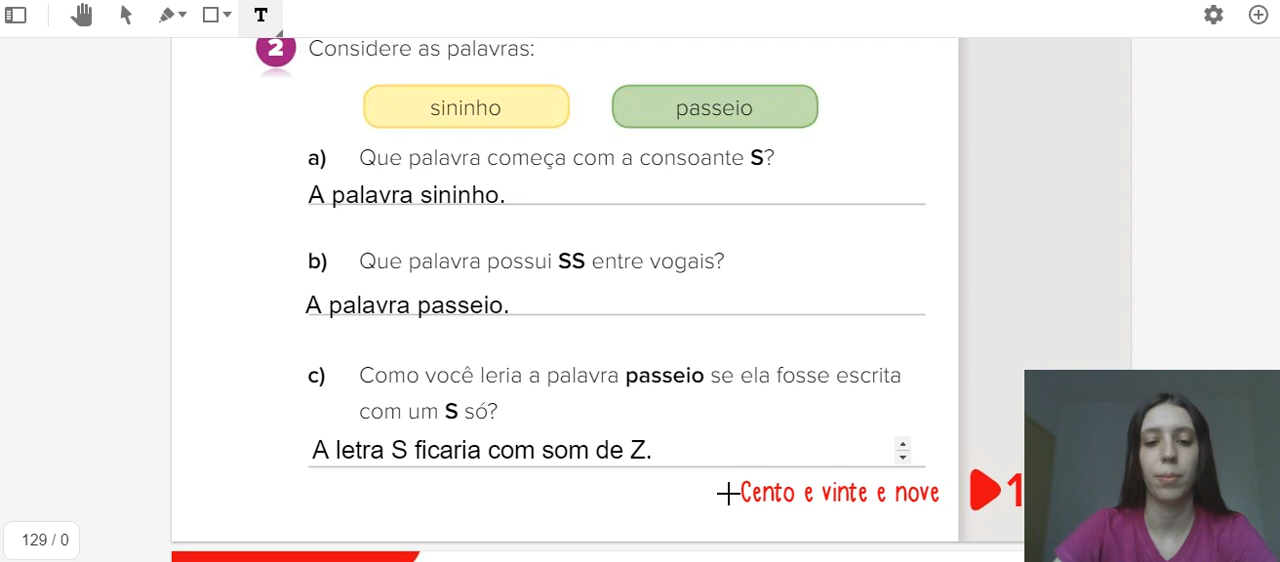 T
2 Considere as palavras:
sininho passeio
a) Que palavra começa com a consoante S?
A palavra sininho.
b) Que palavra possui SS entre vogais?
A palavra passeio.
c) Como você leria a palavra passeio se ela fosse escrita
com um S só?
A letra S ficaria com som de Z.
Cento e vinte e nove 1
129 / 0